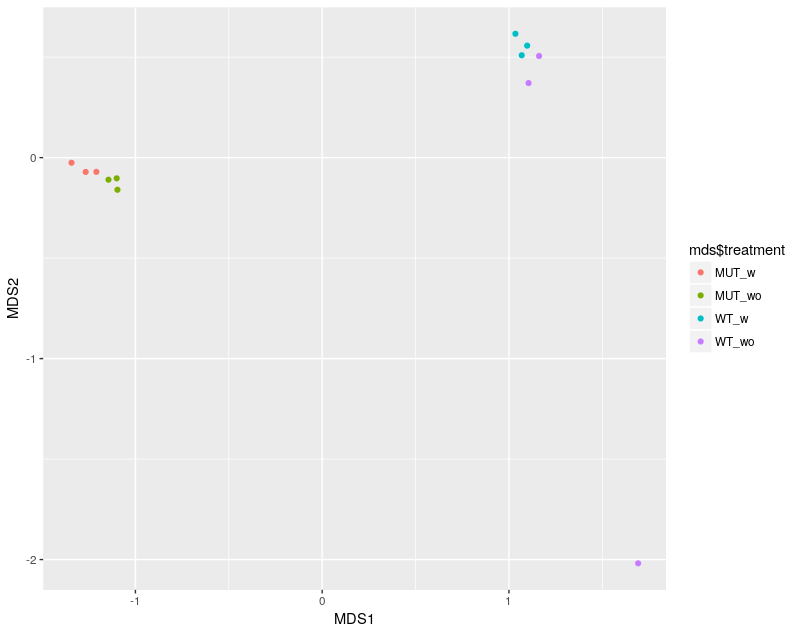 0
-1
-2
MDS2
-1
0
1
MDS1
mds$treatment
MUT_w
MUT_wo
WT_w
WT_wo